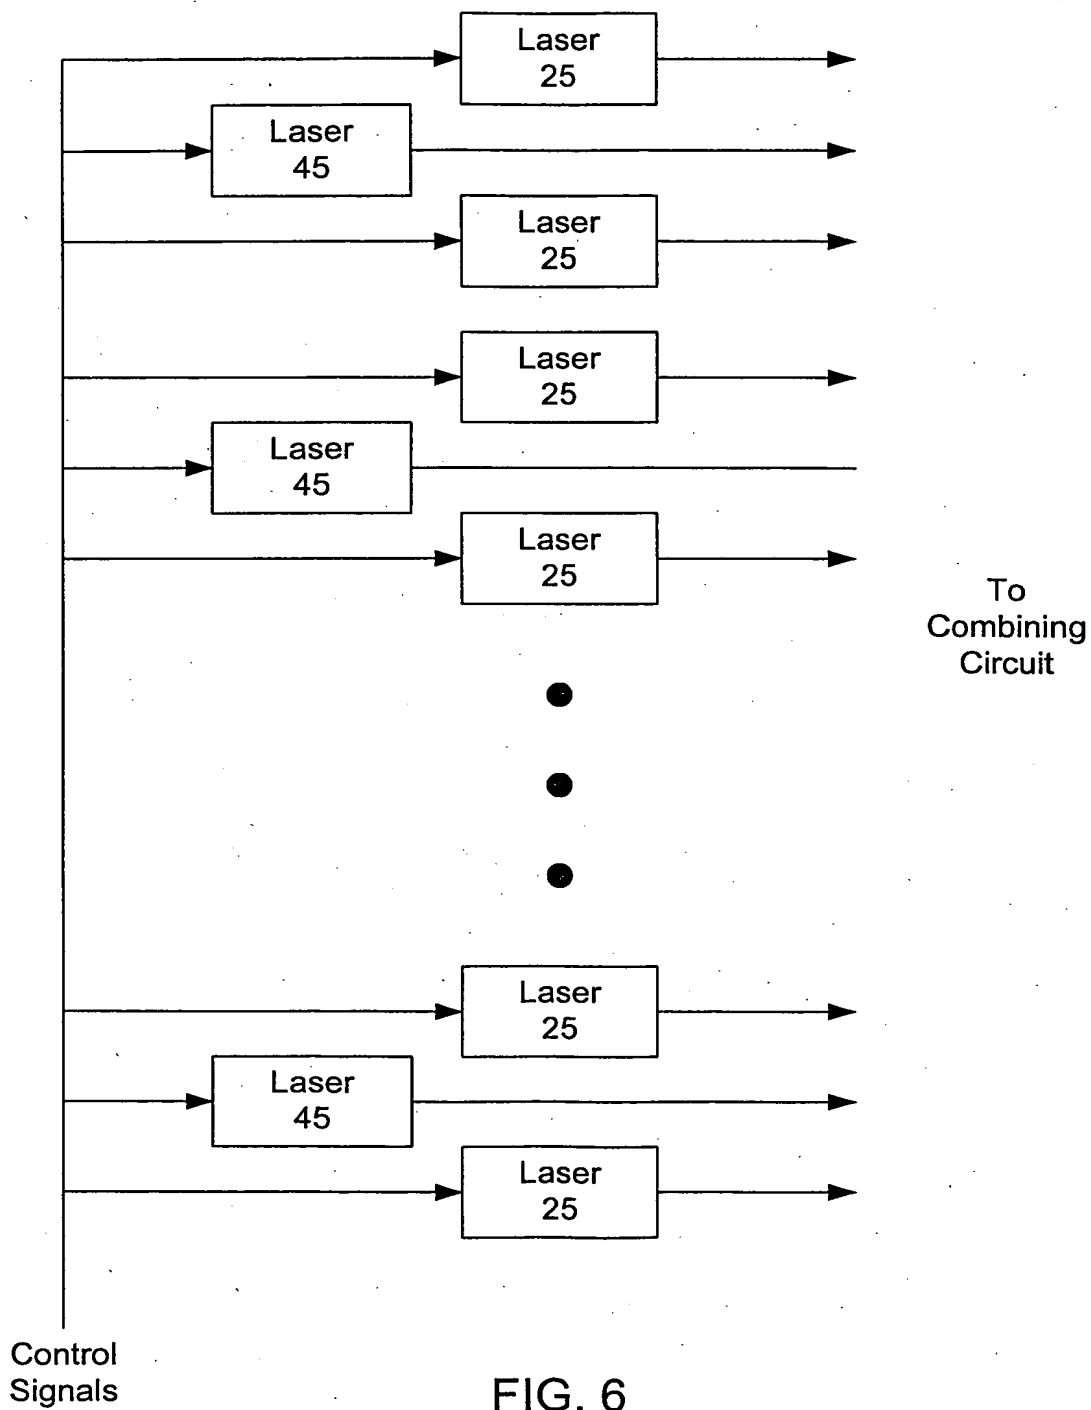 Laser
25
Laser
45
Laser
25
Laser
25
Laser
45
Laser
25
To
Combining
Circuit
Laser
25
Laser
45
Laser
25
Control
Signals
FIG. 6